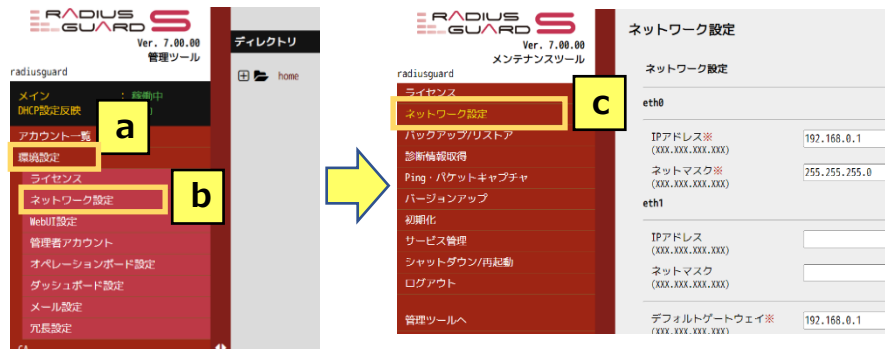 RADIUS GUARD S
Ver. 7.00.00
管理ツール
radiusguard
メイン : 稼働中
DHCP設定反映
アカウント一覧
環境設定
ライセンス
ネットワーク設定
WebUI設定
管理者アカウント
オペレーションボード設定
ダッシュボード設定
メール設定
冗長設定
CA
a
b
ディレクトリ
home
RADIUS GUARD S
Ver. 7.00.00
メンテナンスツール
radiusguard
ライセンス
ネットワーク設定
バックアップ/リストア
診断情報取得
Ping・パケットキャプチャ
バージョンアップ
初期化
サービス管理
シャットダウン/再起動
ログアウト
管理ツールへ
c
ネットワーク設定
ネットワーク設定
eth0
IPアドレス※ 192.168.0.1
(XXX.XXX.XXX.XXX)
ネットマスク※ 255.255.255.0
(XXX.XXX.XXX.XXX)
eth1
IPアドレス
(XXX.XXX.XXX.XXX)
ネットマスク
(XXX.XXX.XXX.XXX)
デフォルトゲートウェイ※ 192.168.0.1
(XXX.XXX.XXX.XXX)